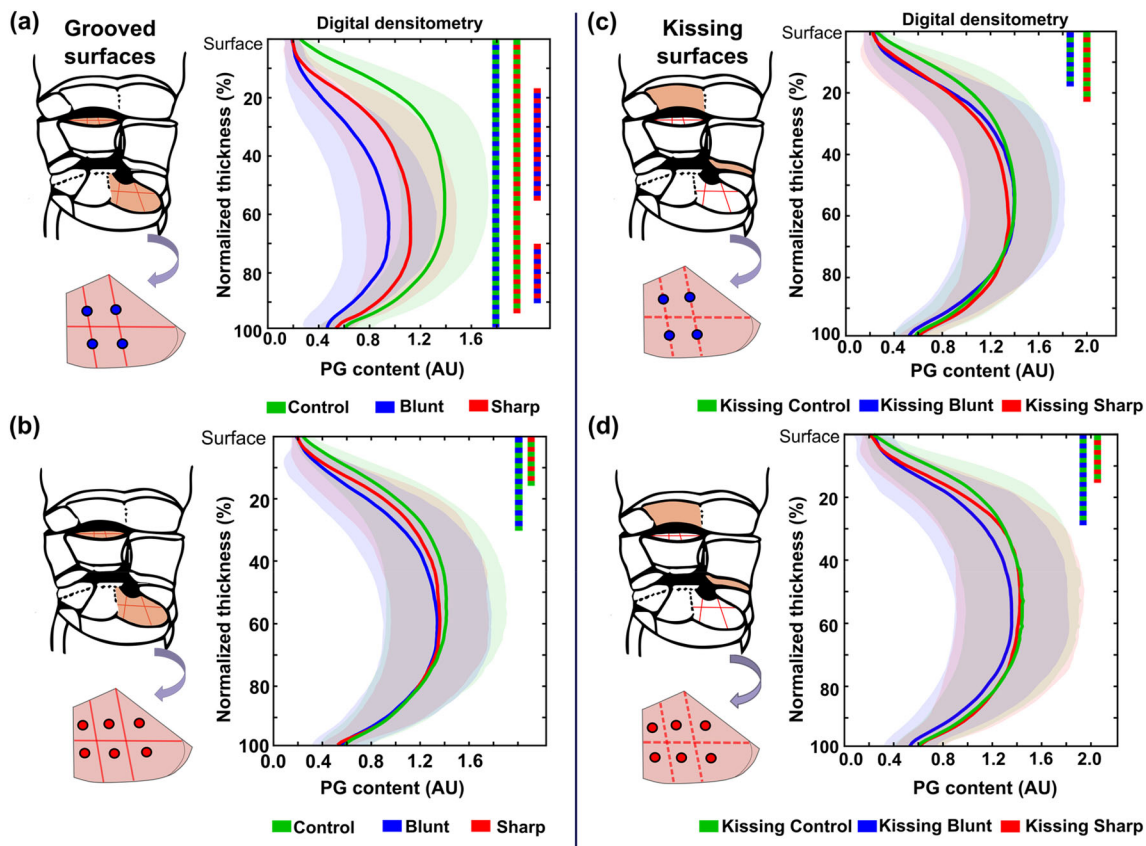 (a)
Grooved
surfaces
Digital densitometry
Surface
Normalized thickness (%)
20
40
60
80
100
0.0 0.4 0.8 1.2 1.6
PG content (AU)
Control Blunt Sharp
(b)
Surface
Normalized thickness (%)
20
40
60
80
100
0.0 0.4 0.8 1.2 1.6
PG content (AU)
Control Blunt Sharp
(c)
Kissing
surfaces
Digital densitometry
Surface
Normalized thickness (%)
20
40
60
80
100
0.0 0.2 0.6 1.0 1.4 1.8 2.0
PG content (AU)
Kissing Control Kissing Blunt Kissing Sharp
(d)
Surface
Normalized thickness (%)
20
40
60
80
100
0.0 0.2 0.6 1.0 1.4 1.8 2.0
PG content (AU)
Kissing Control Kissing Blunt Kissing Sharp